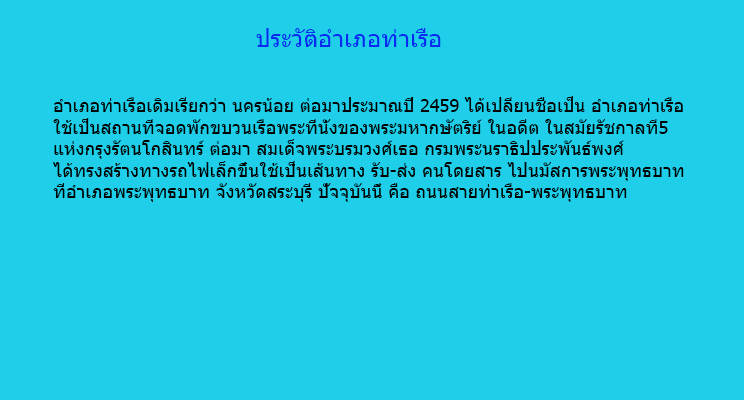 ประวัติอำเภอท่าเรือ
อำเภอท่าเรือเดิมเรียกว่า นครน้อย ต่อมาประมาณปี 2459 ได้เปลี่ยนชื่อเป็น อำเภอท่าเรือ
ใช้เป็นสถานที่จอดพักขบวนเรือพระที่นั่งของพระมหากษัตริย์ ในอดีต ในสมัยรัชกาลที่5
แห่งกรุงรัตนโกสินทร์ ต่อมา สมเด็จพระบรมวงศ์เธอ กรมพระนราธิปประพันธ์พงศ์
ได้ทรงสร้างทางรถไฟเล็กขึ้นใช้เป็นเส้นทาง รับ-ส่ง คนโดยสาร ไปนมัสการพระพุทธบาท
ที่อำเภอพระพุทธบาท จังหวัดสระบุรี ปัจจุบันนี้ คือ ถนนสายท่าเรือ-พระพุทธบาท